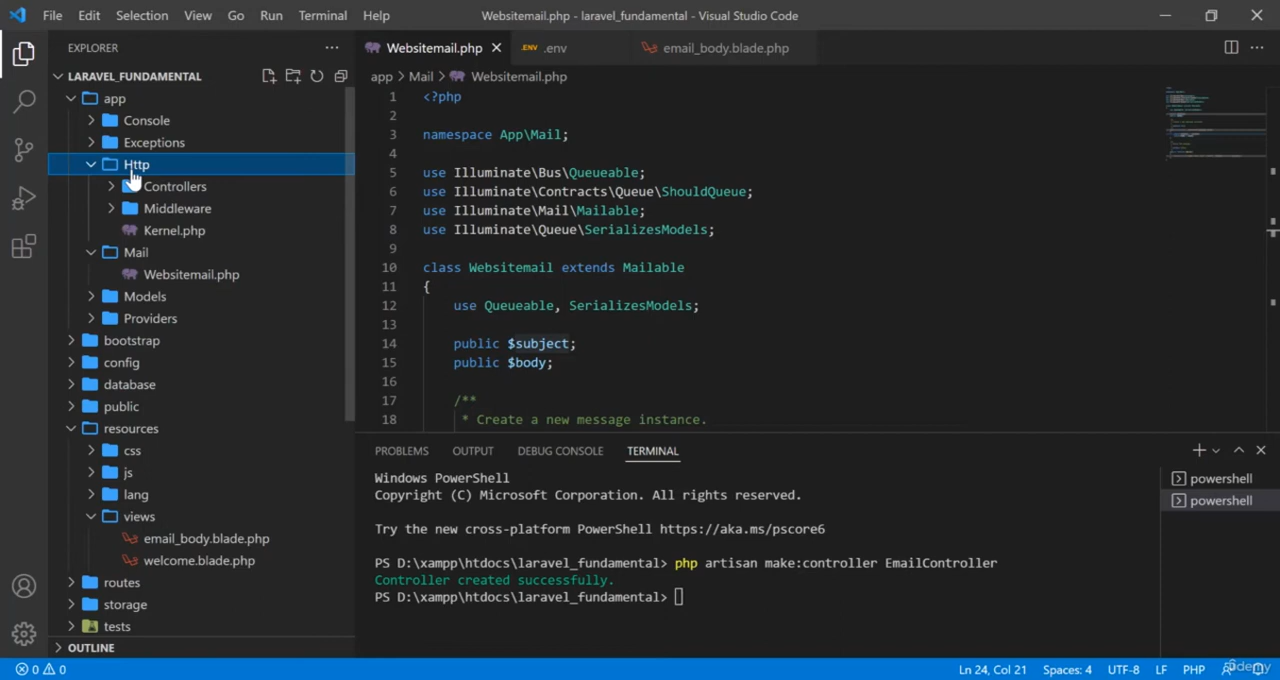 File Edit Selection View Go Run Terminal Help Websitemail.php - laravel_fundamental - Visual Studio Code
EXPLORER
LARAVEL_FUNDAMENTAL
app
Console
Exceptions
Http
Controllers
Middleware
Kernel.php
Mail
Websitemail.php
Models
Providers
bootstrap
config
database
public
resources
css
js
lang
views
email_body.blade.php
welcome.blade.php
routes
storage
tests
OUTLINE
Websitemail.php .ENV .env email_body.blade.php
app > Mail > Websitemail.php
1 <?php
2
3 namespace App\Mail;
4
5 use Illuminate\Bus\Queueable;
6 use Illuminate\Contracts\Queue\ShouldQueue;
7 use Illuminate\Mail\Mailable;
8 use Illuminate\Queue\SerializesModels;
9
10 class Websitemail extends Mailable
11 {
12 use Queueable, SerializesModels;
13
14 public $subject;
15 public $body;
16
17 /**
18 * Create a new message instance.
PROBLEMS OUTPUT DEBUG CONSOLE TERMINAL
Windows PowerShell
Copyright (C) Microsoft Corporation. All rights reserved.
Try the new cross-platform PowerShell https://aka.ms/pscore6
PS D:\xampp\htdocs\laravel_fundamental> php artisan make:controller EmailController
Controller created successfully.
PS D:\xampp\htdocs\laravel_fundamental>
powershell
powershell
0 0 Ln 24, Col 21 Spaces: 4 UTF-8 LF PHP
ûdemy